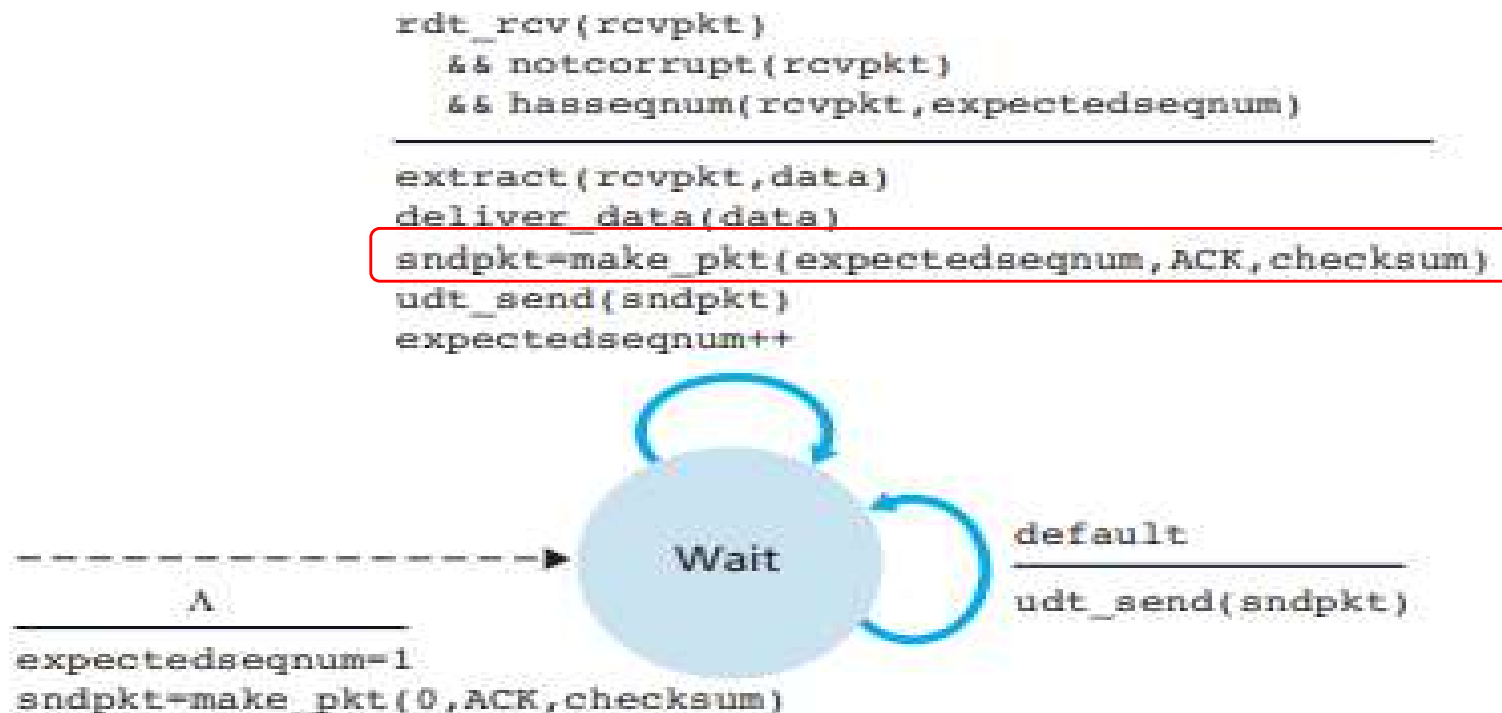 rdt_rcv(rcvpkt)
&& notcorrupt(rcvpkt)
&& hasseqnum(rcvpkt,expectedseqnum)
extract(rcvpkt,data)
deliver_data(data)
sndpkt=make_pkt(expectedseqnum,ACK,checksum)
udt_send(sndpkt)
expectedseqnum++
Wait
default
udt_send(sndpkt)
Λ
expectedseqnum=1
sndpkt=make_pkt(0,ACK,checksum)